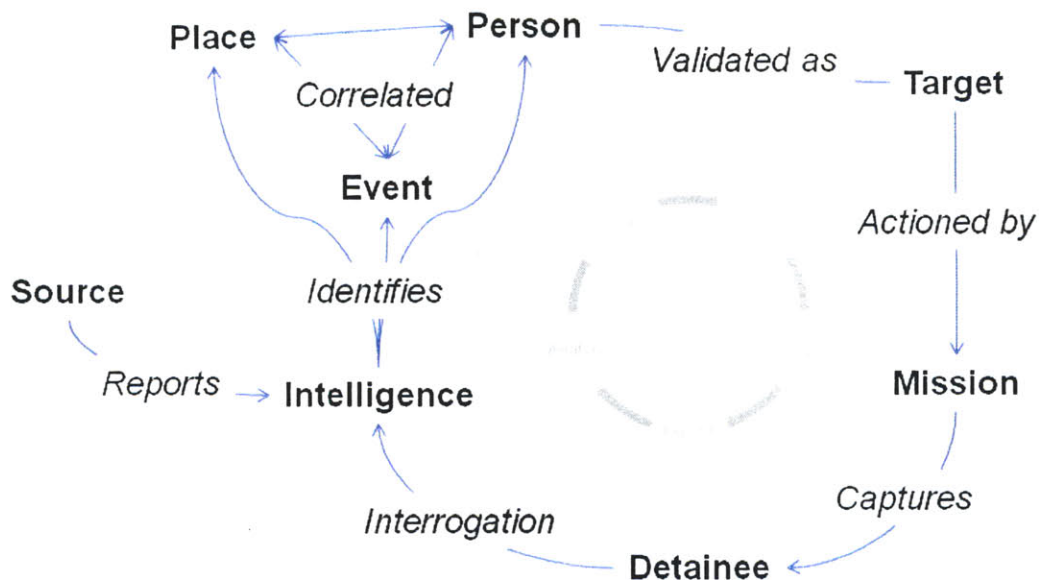 Place
Person
Validated as
Target
Correlated
Event
Actioned by
Source
Identifies
Reports
Intelligence
Mission
Captures
Interrogation
Detainee